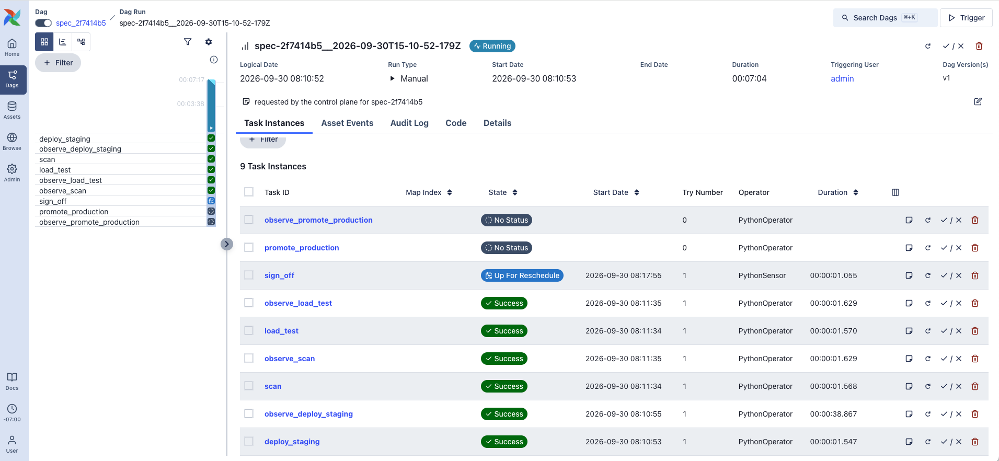 Dag
spec_2f7414b5
/
Dag Run
spec-2f7414b5__2026-09-30T15-10-52-179Z
Search Dags ⌘+K
Trigger
Home
Dags
Assets
Browse
Admin
Docs
-07:00
User
+ Filter
00:07:17
00:03:38
deploy_staging
observe_deploy_staging
scan
load_test
observe_load_test
observe_scan
sign_off
promote_production
observe_promote_production
spec-2f7414b5__2026-09-30T15-10-52-179Z Running
/
Logical Date Run Type Start Date End Date Duration Triggering User Dag Version(s)
2026-09-30 08:10:52 Manual 2026-09-30 08:10:53 00:07:04 admin v1
requested by the control plane for spec-2f7414b5
Task Instances Asset Events Audit Log Code Details
+ Filter
9 Task Instances
Task ID Map Index State Start Date Try Number Operator Duration
observe_promote_production No Status 0 PythonOperator /
promote_production No Status 0 PythonOperator /
sign_off Up For Reschedule 2026-09-30 08:17:55 1 PythonSensor 00:00:01.055 /
observe_load_test Success 2026-09-30 08:11:35 1 PythonOperator 00:00:01.629 /
load_test Success 2026-09-30 08:11:34 1 PythonOperator 00:00:01.570 /
observe_scan Success 2026-09-30 08:11:35 1 PythonOperator 00:00:01.629 /
scan Success 2026-09-30 08:11:34 1 PythonOperator 00:00:01.568 /
observe_deploy_staging Success 2026-09-30 08:10:55 1 PythonOperator 00:00:38.867 /
deploy_staging Success 2026-09-30 08:10:53 1 PythonOperator 00:00:01.547 /